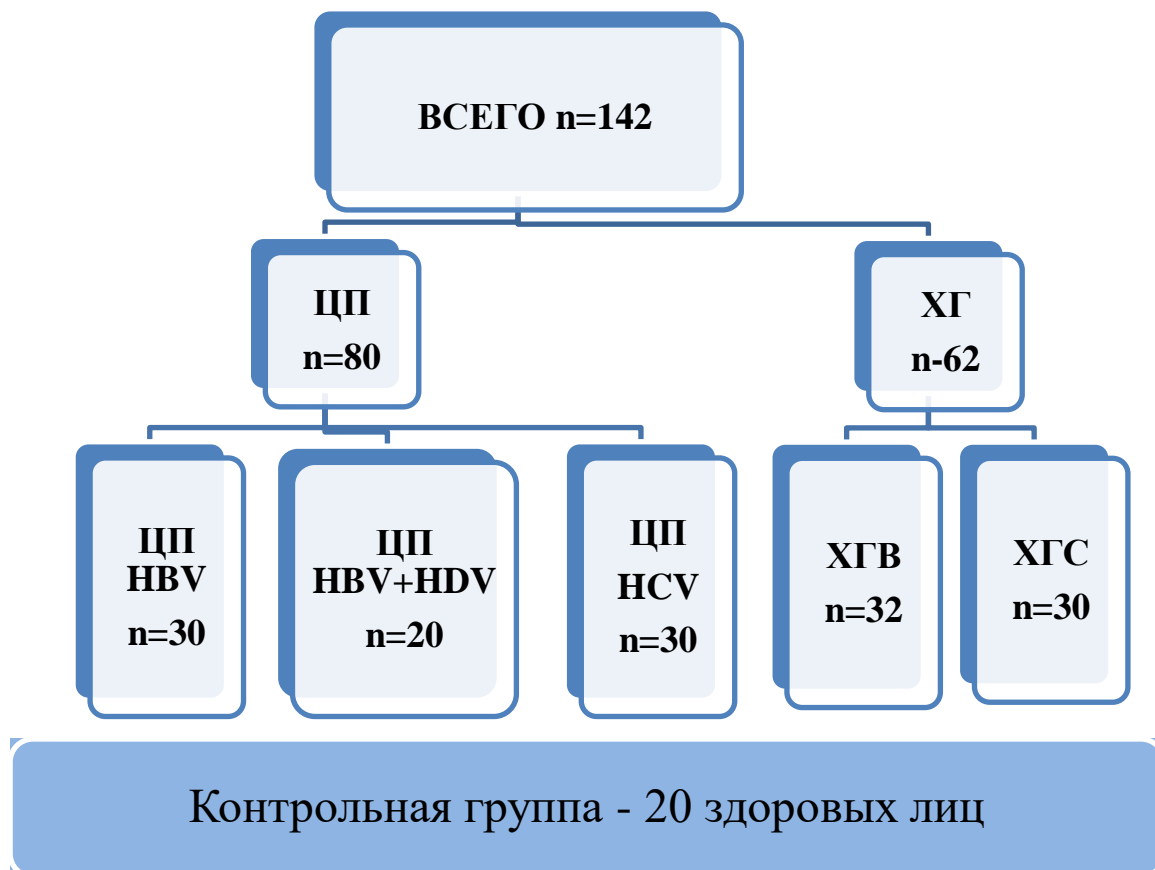 ВСЕГО n=142
ЦП
n=80
ХГ
n-62
ЦП
HBV
n=30
ЦП
HBV+HDV
n=20
ЦП
HCV
n=30
ХГВ
n=32
ХГС
n=30
Контрольная группа - 20 здоровых лиц